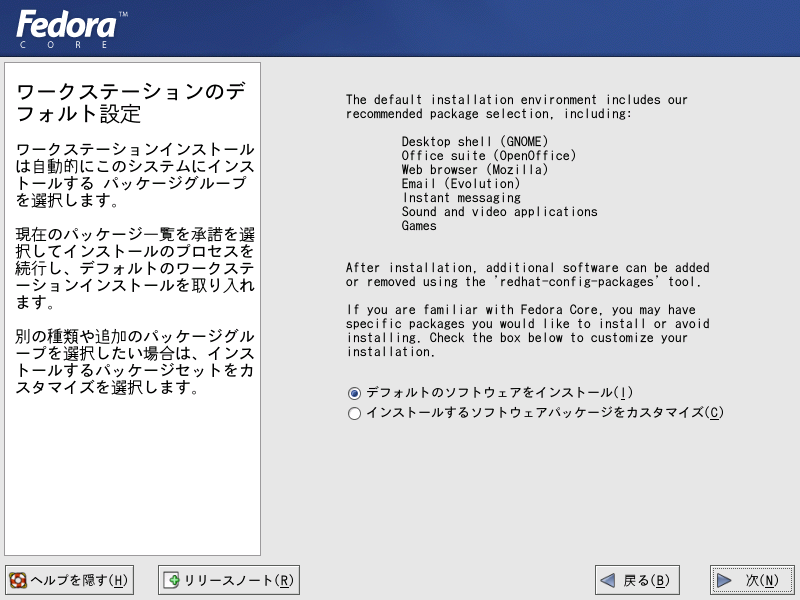 Fedora™
CORE
ワークステーションのデ
フォルト設定
ワークステーションインストール
は自動的にこのシステムにインス
トールする パッケージグループ
を選択します。
現在のパッケージ一覧を承諾を選
択してインストールのプロセスを
続行し、デフォルトのワークステ
ーションインストールを取り入れ
ます。
別の種類や追加のパッケージグル
ープを選択したい場合は、インス
トールするパッケージセットをカ
スタマイズを選択します。
The default installation environment includes our
recommended package selection, including:
Desktop shell (GNOME)
Office suite (OpenOffice)
Web browser (Mozilla)
Email (Evolution)
Instant messaging
Sound and video applications
Games
After installation, additional software can be added
or removed using the 'redhat-config-packages' tool.
If you are familiar with Fedora Core, you may have
specific packages you would like to install or avoid
installing. Check the box below to customize your
installation.
デフォルトのソフトウェアをインストール(I)
インストールするソフトウェアパッケージをカスタマイズ(C)
ヘルプを隠す(H)
リリースノート(R)
戻る(B)
次(N)